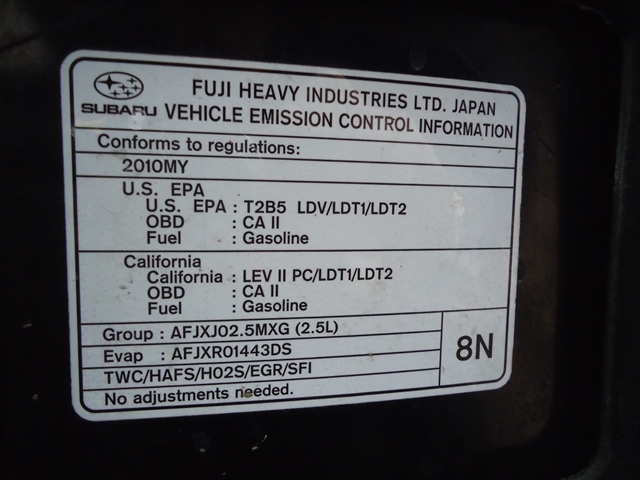 SUBARU
FUJI HEAVY INDUSTRIES LTD. JAPAN
VEHICLE EMISSION CONTROL INFORMATION
Conforms to regulations:
2010MY
U.S. EPA
U.S. EPA : T2B5 LDV/LDT1/LDT2
OBD : CA II
Fuel : Gasoline
California
California : LEV II PC/LDT1/LDT2
OBD : CA II
Fuel : Gasoline
Group : AFJXJ02.5MXG (2.5L)
Evap : AFJXR01443DS
TWC/HAFS/HO2S/EGR/SFI
No adjustments needed.
8N